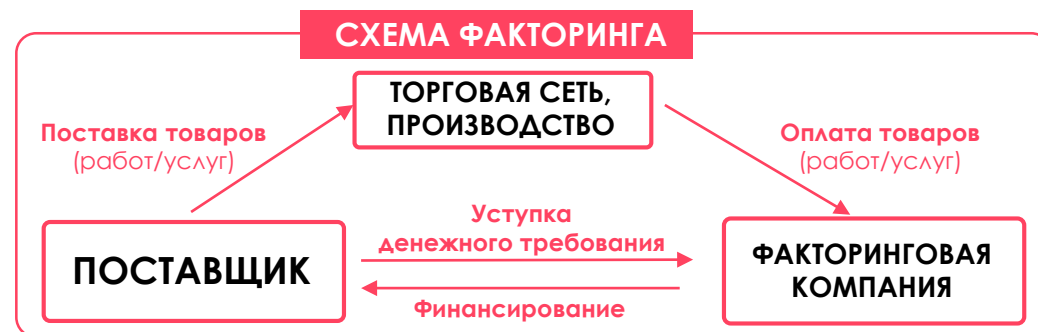 СХЕМА ФАКТОРИНГА
ТОРГОВАЯ СЕТЬ,
ПРОИЗВОДСТВО
Поставка товаров
(работ/услуг)
Оплата товаров
(работ/услуг)
Уступка
денежного требования
ПОСТАВЩИК
ФАКТОРИНГОВАЯ
КОМПАНИЯ
Финансирование